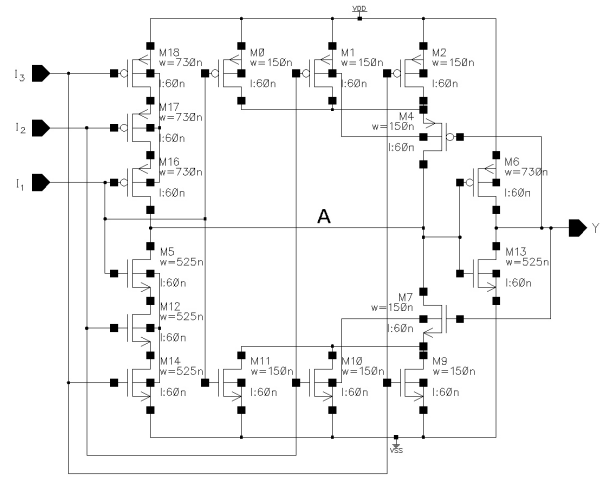 VDD
M18
w=730n
l:60n
M0
w=150n
l:60n
M1
w=150n
l:60n
M2
w=150n
l:60n
I3
M17
w=730n
l:60n
M4
w=150n
l:60n
I2
M16
w=730n
l:60n
M6
w=730n
l:60n
I1
A
Y
M5
w=525n
l:60n
M13
w=525n
l:60n
M12
w=525n
l:60n
M7
w=150n
l:60n
M14
w=525n
l:60n
M11
w=150n
l:60n
M10
w=150n
l:60n
M9
w=150n
l:60n
VSS